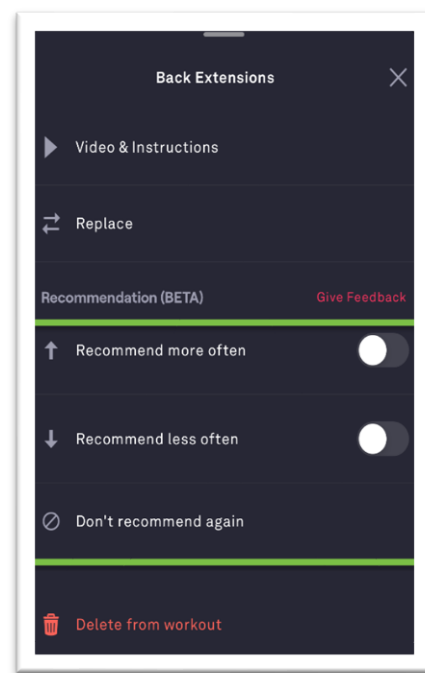 Back Extensions
Video & Instructions
Replace
Recommendation (BETA)
Give Feedback
Recommend more often
Recommend less often
Don't recommend again
Delete from workout